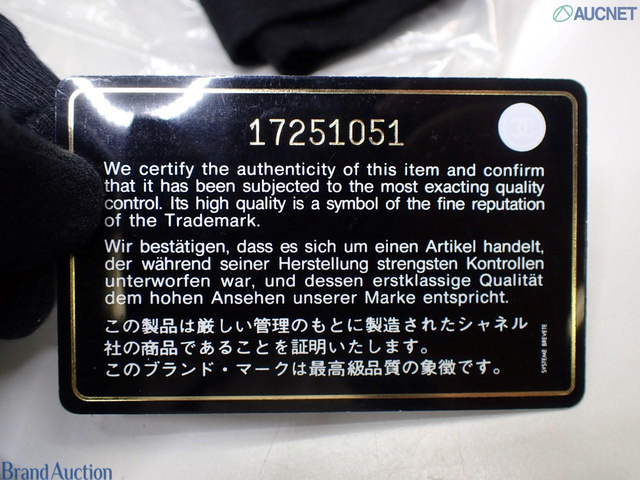 AUCNET
17251051
We certify the authenticity of this item and confirm
that it has been subjected to the most exacting quality
control. Its high quality is a symbol of the fine reputation
of the Trademark.
Wir bestätigen, dass es sich um einen Artikel handelt,
der während seiner Herstellung strengsten Kontrollen
unterworfen war, und dessen erstklassige Qualität
dem hohen Ansehen unserer Marke entspricht.
この製品は厳しい管理のもとに製造されたシャネル
社の商品であることを証明いたします。
このブランド・マークは最高級品質の象徴です。
SYSTEME BREVETE
Brand Auction